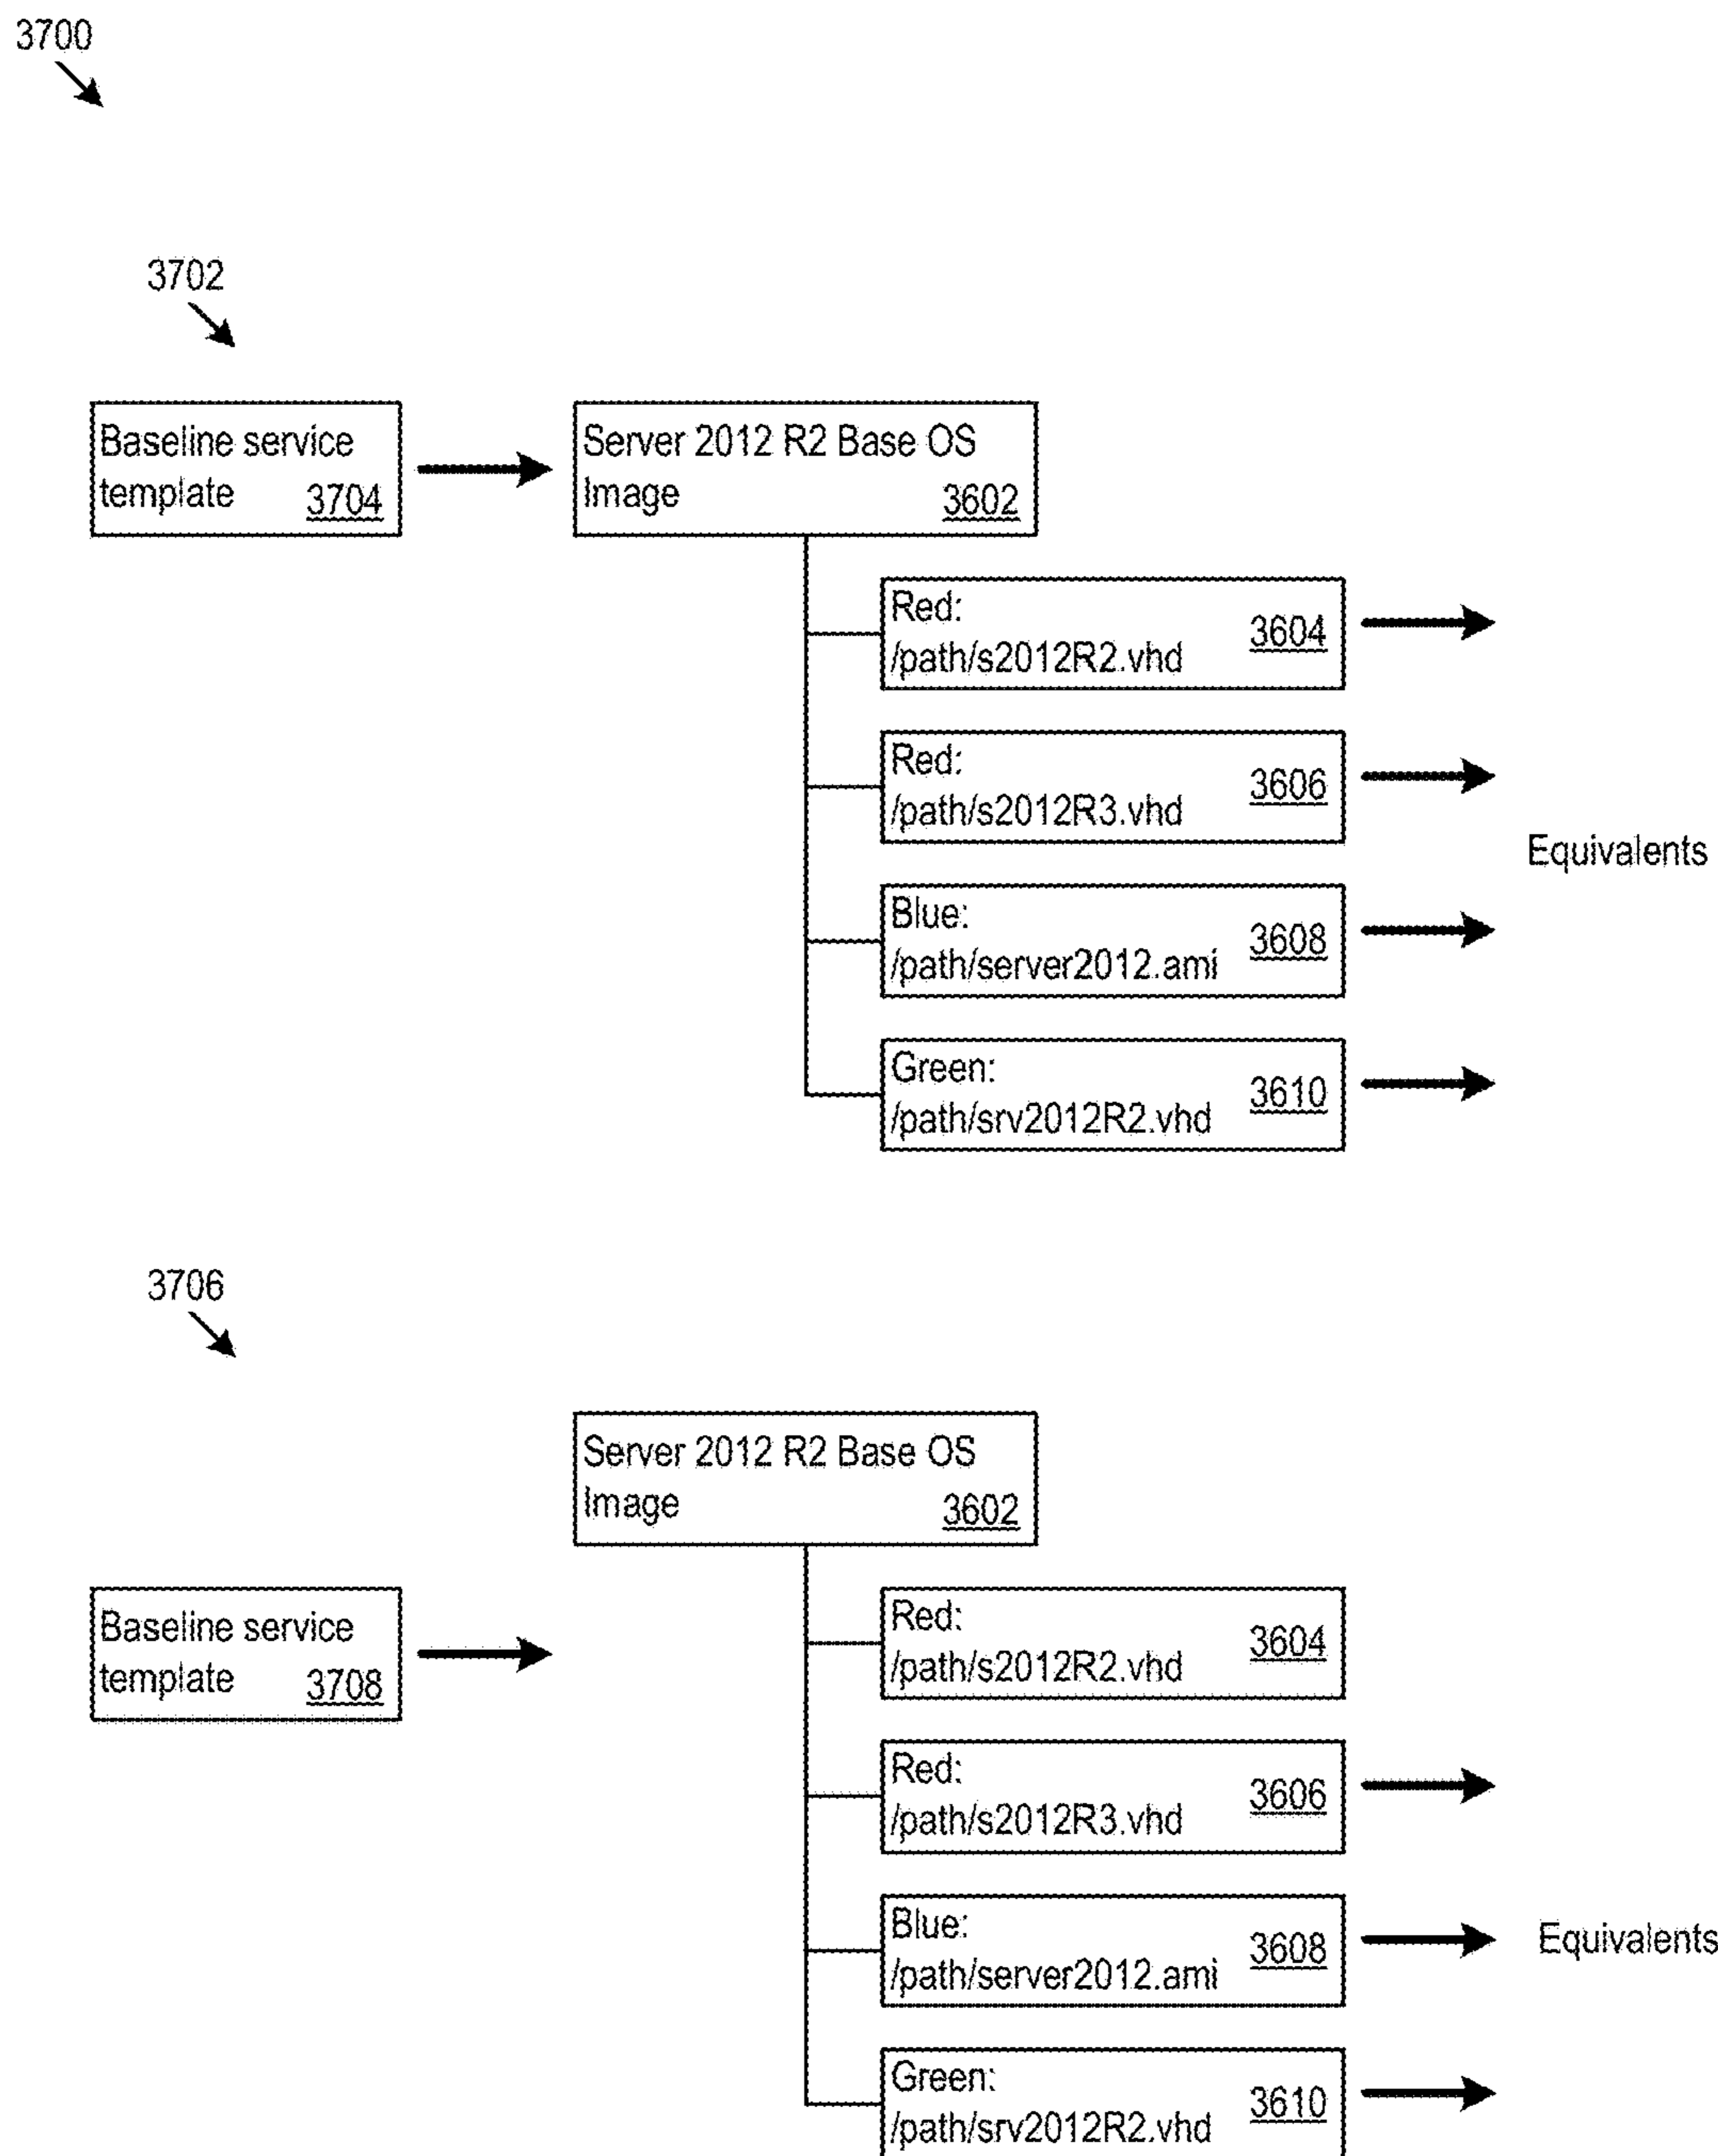 3700
3702
Baseline service
template 3704
Server 2012 R2 Base OS
Image 3602
Red:
/path/s2012R2.vhd 3604
Red:
/path/s2012R3.vhd 3606
Equivalents
Blue:
/path/server2012.ami 3608
Green:
/path/srv2012R2.vhd 3610
3706
Server 2012 R2 Base OS
Image 3602
Baseline service
template 3708
Red:
/path/s2012R2.vhd 3604
Red:
/path/s2012R3.vhd 3606
Blue:
/path/server2012.ami 3608
Equivalents
Green:
/path/srv2012R2.vhd 3610